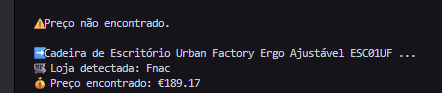 ⚠️Preço não encontrado.
➡️Cadeira de Escritório Urban Factory Ergo Ajustável ESC01UF ...
🛒 Loja detectada: Fnac
💰 Preço encontrado: €189.17